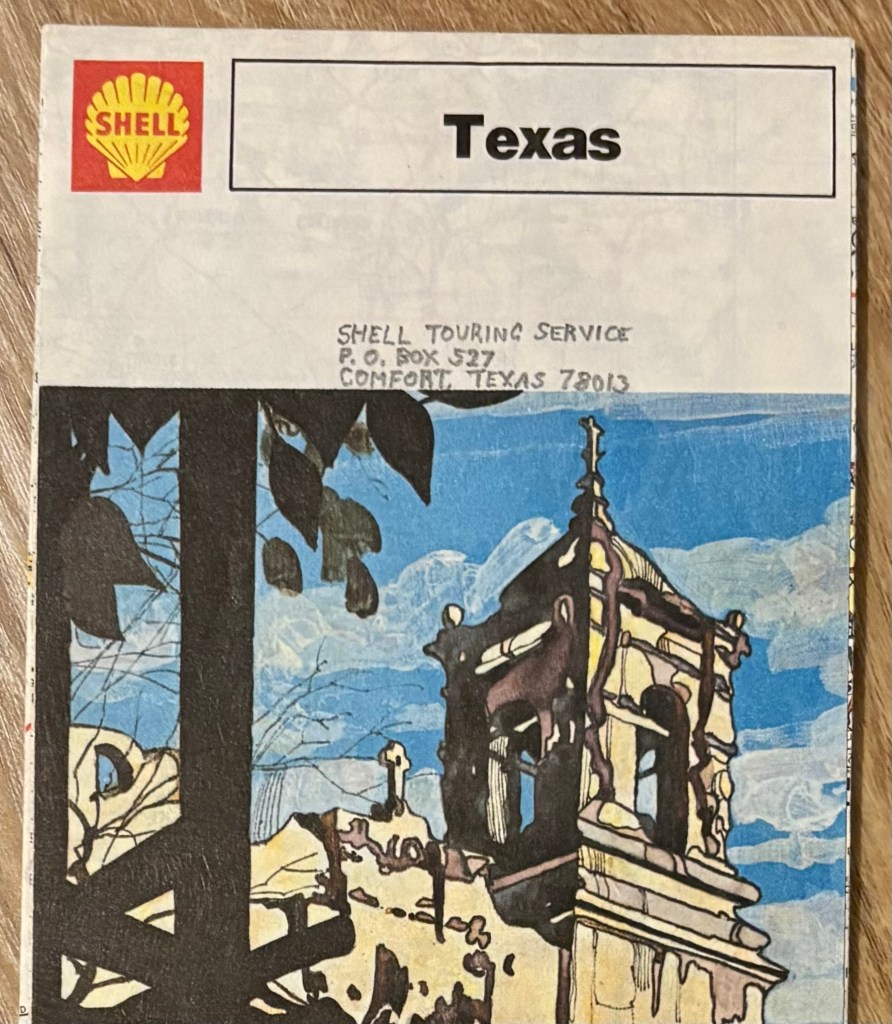 SHELL
Texas
SHELL TOURING SERVICE
P. O. BOX 527
COMFORT, TEXAS 78013